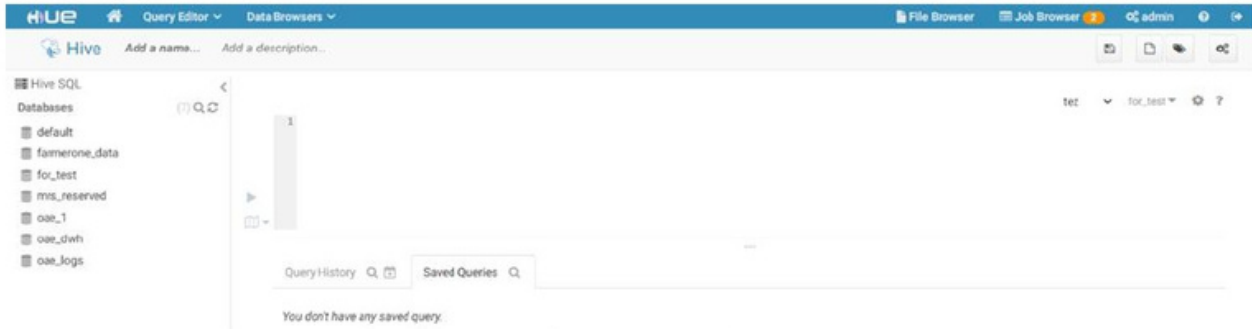 HUE Query Editor Data Browsers File Browser Job Browser 2 admin
Hive Add a name... Add a description...
Hive SQL
Databases (7)
tez for_test ?
default
1
farmerone_data
for_test
mrs_reserved
oae_1
oae_dwh
oae_logs
Query History Saved Queries
You don't have any saved query.